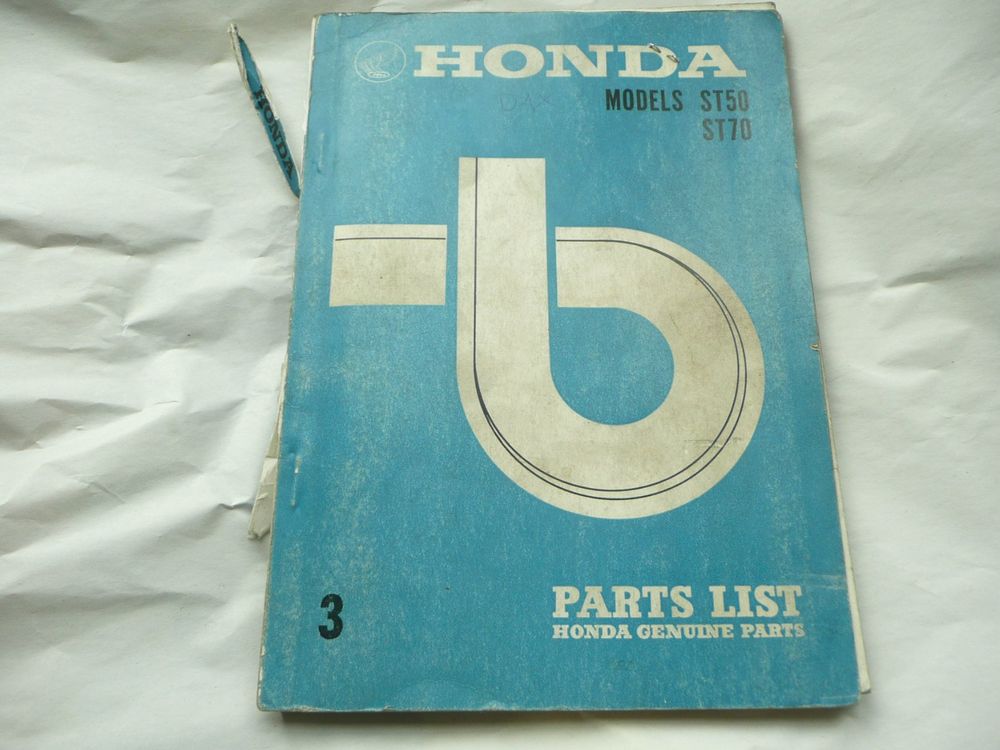 HONDA
DAX
MODELS ST50
ST70
HONDA
3
PARTS LIST
HONDA GENUINE PARTS